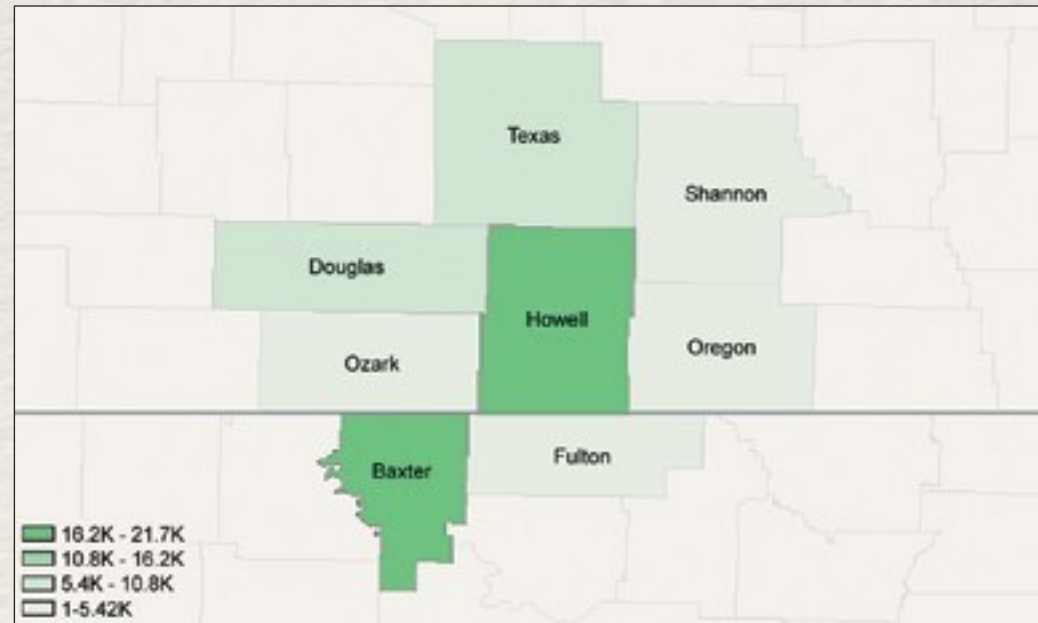 Texas
Shannon
Douglas
Howell
Ozark
Oregon
Baxter
Fulton
16.2K - 21.7K
10.8K - 16.2K
5.4K - 10.8K
1-5.42K